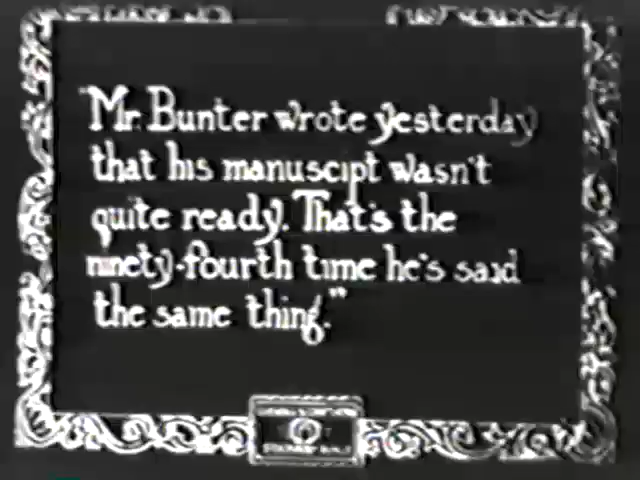 "Mr. Bunter wrote yesterday
that his manuscipt wasn't
quite ready. That's the
ninety-fourth time he's said
the same thing."